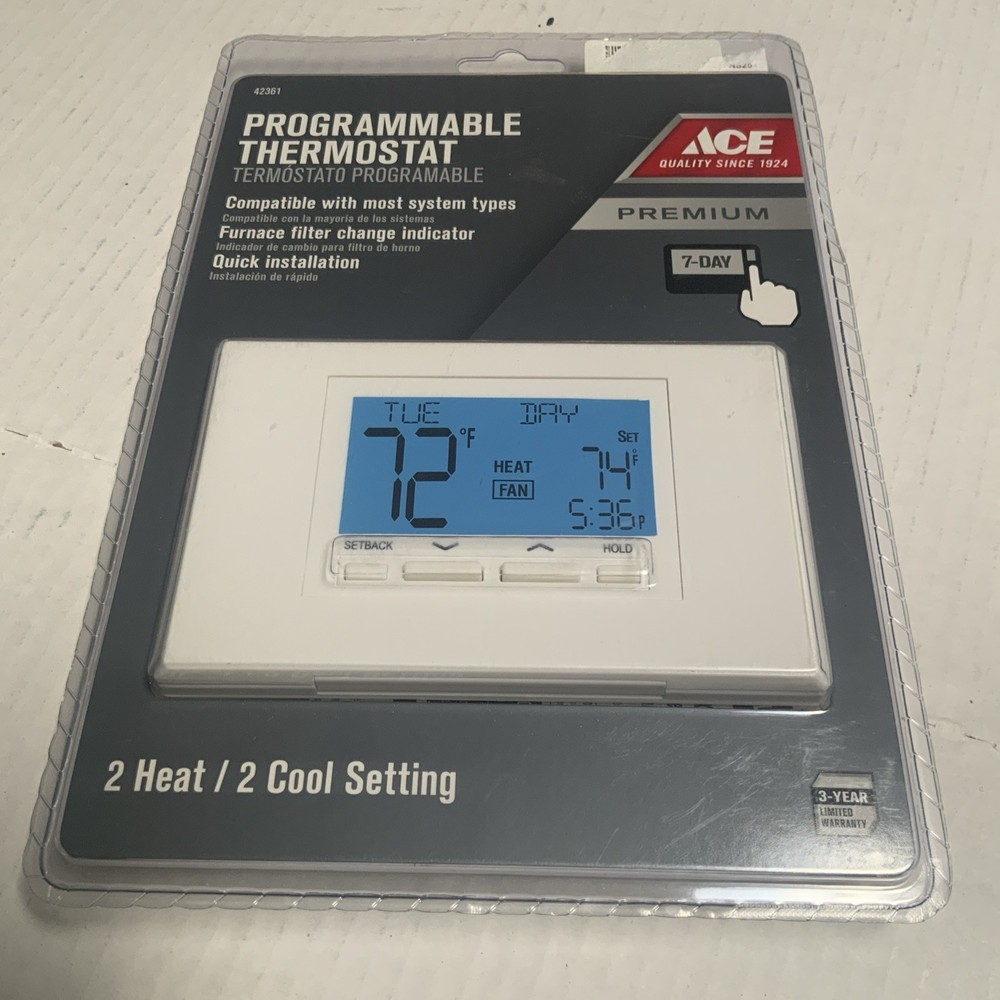 42361
PROGRAMMABLE
THERMOSTAT
TERMÓSTATO PROGRAMABLE
Compatible with most system types
Compatible con la mayoría de los sistemas
Furnace filter change indicator
Indicador de cambio para filtro de horno
Quick installation
Instalación de rápido
ACE
QUALITY SINCE 1924
PREMIUM
7-DAY
TUE DAY
72°F
SET
74°F
HEAT
FAN
5:36P
SETBACK HOLD
2 Heat / 2 Cool Setting
3-YEAR
LIMITED
WARRANTY